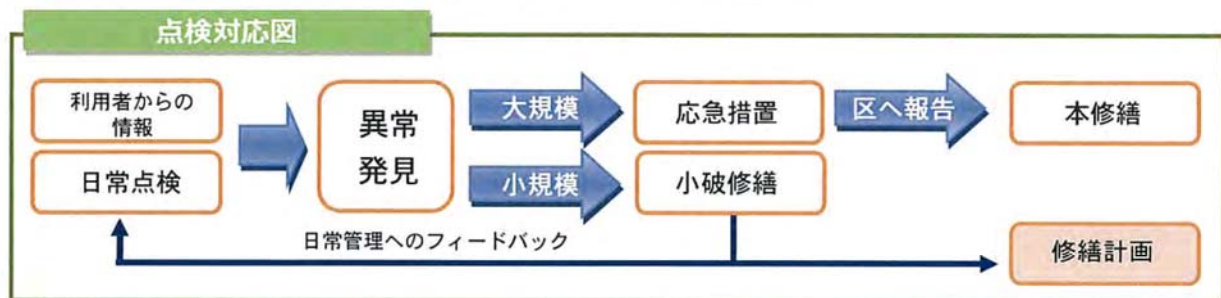 点検対応図
利用者からの
情報
日常点検
異常
発見
大規模
小規模
応急措置
小破修繕
区へ報告
本修繕
日常管理へのフィードバック
修繕計画